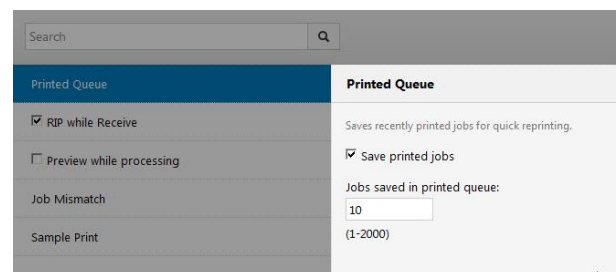 Search
Printed Queue
RIP while Receive
Preview while processing
Job Mismatch
Sample Print
Printed Queue
Saves recently printed jobs for quick reprinting.
Save printed jobs
Jobs saved in printed queue:
10
(1-2000)